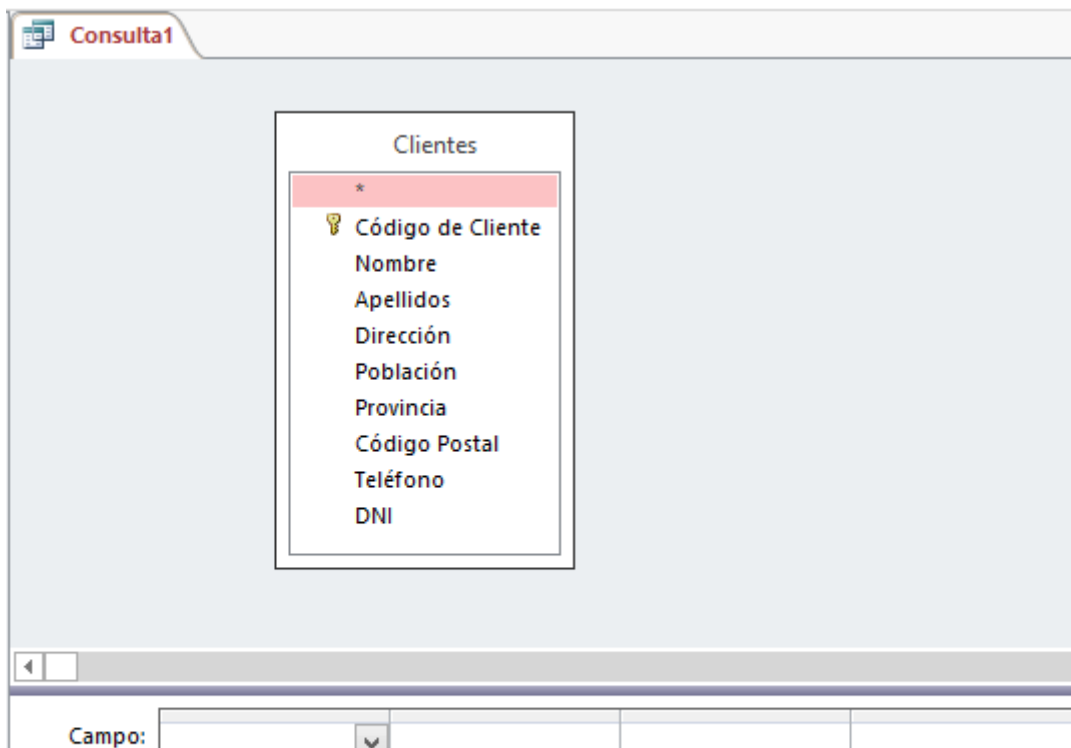 Consulta1
Clientes
*
Código de Cliente
Nombre
Apellidos
Dirección
Población
Provincia
Código Postal
Teléfono
DNI
Campo: